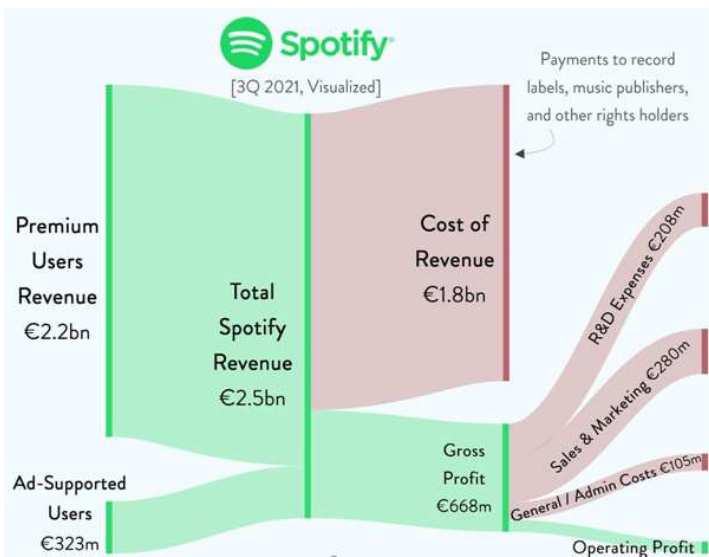 Spotify
[3Q 2021, Visualized]
Payments to record
labels, music publishers,
and other rights holders
Premium
Users
Revenue
€2.2bn
Total
Spotify
Revenue
€2.5bn
Cost of
Revenue
€1.8bn
R&D Expenses €208m
Sales & Marketing €280m
Gross
Profit
€668m
General / Admin Costs €105m
Ad-Supported
Users
€323m
Operating Profit